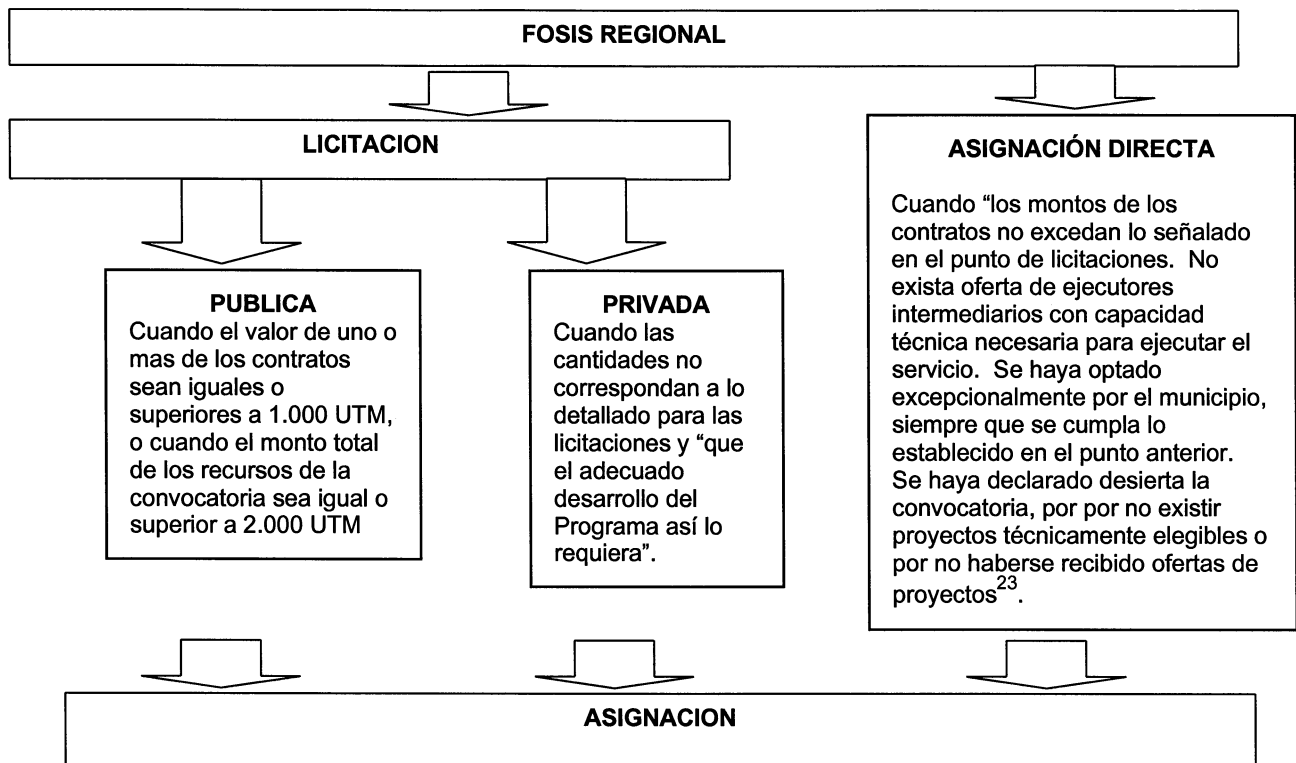 FOSIS REGIONAL
LICITACION
PUBLICA
Cuando el valor de uno o
mas de los contratos
sean iguales o
superiores a 1.000 UTM,
o cuando el monto total
de los recursos de la
convocatoria sea igual o
superior a 2.000 UTM
PRIVADA
Cuando las
cantidades no
correspondan a lo
detallado para las
licitaciones y “que
el adecuado
desarrollo del
Programa así lo
requiera”.
ASIGNACIÓN DIRECTA
Cuando “los montos de los
contratos no excedan lo señalado
en el punto de licitaciones. No
exista oferta de ejecutores
intermediarios con capacidad
técnica necesaria para ejecutar el
servicio. Se haya optado
excepcionalmente por el municipio,
siempre que se cumpla lo
establecido en el punto anterior.
Se haya declarado desierta la
convocatoria, por por no existir
proyectos técnicamente elegibles o
por no haberse recibido ofertas de
proyectos23.
ASIGNACION